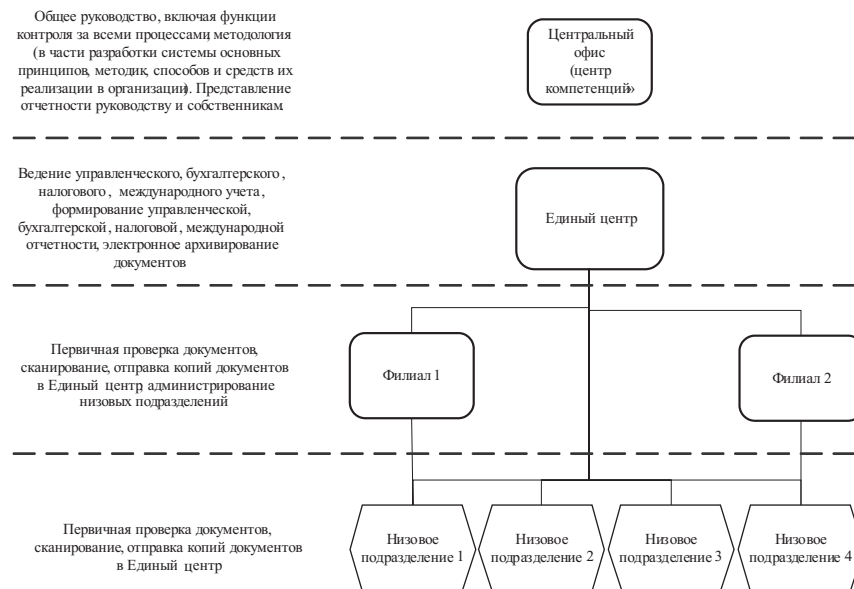 Общее руководство, включая функции
контроля за всеми процессами, методология
(в части разработки системы основных
принципов, методик, способов и средств их
реализации в организации). Представление
отчетности руководству и собственникам.
Центральный
офис
(центр
компетенций»
Ведение управленческого, бухгалтерского,
налогового, международного учета,
формирование управленческой,
бухгалтерской, налоговой, международной
отчетности, электронное архивирование
документов
Единый центр
Первичная проверка документов,
сканирование, отправка копий документов
в Единый центр, администрирование
низовых подразделений
Филиал 1
Филиал 2
Первичная проверка документов,
сканирование, отправка копий документов
в Единый центр
Низовое
подразделение 1
Низовое
подразделение 2
Низовое
подразделение 3
Низовое
подразделение 4